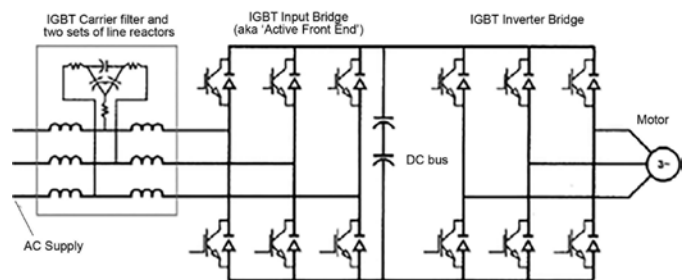 IGBT Carrier filter and
two sets of line reactors
IGBT Input Bridge
(aka ‘Active Front End’)
IGBT Inverter Bridge
Motor
DC bus
3~
AC Supply